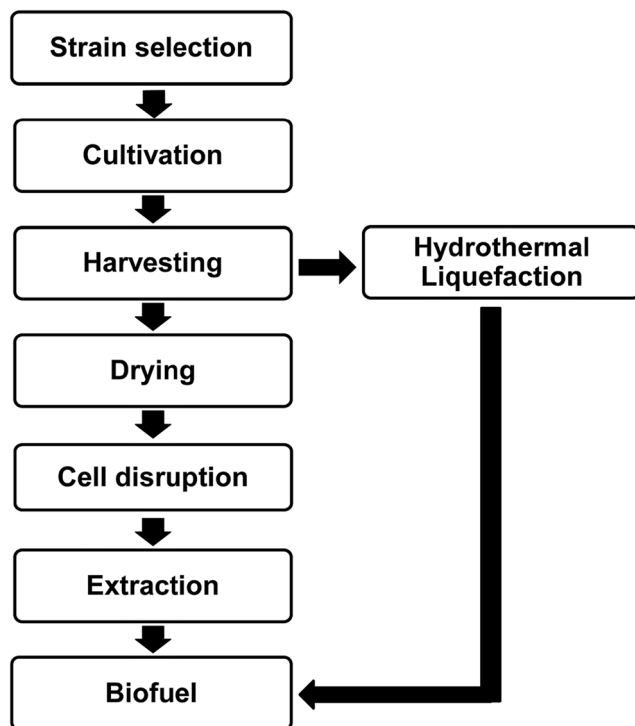 Strain selection
Cultivation
Harvesting
Hydrothermal
Liquefaction
Drying
Cell disruption
Extraction
Biofuel